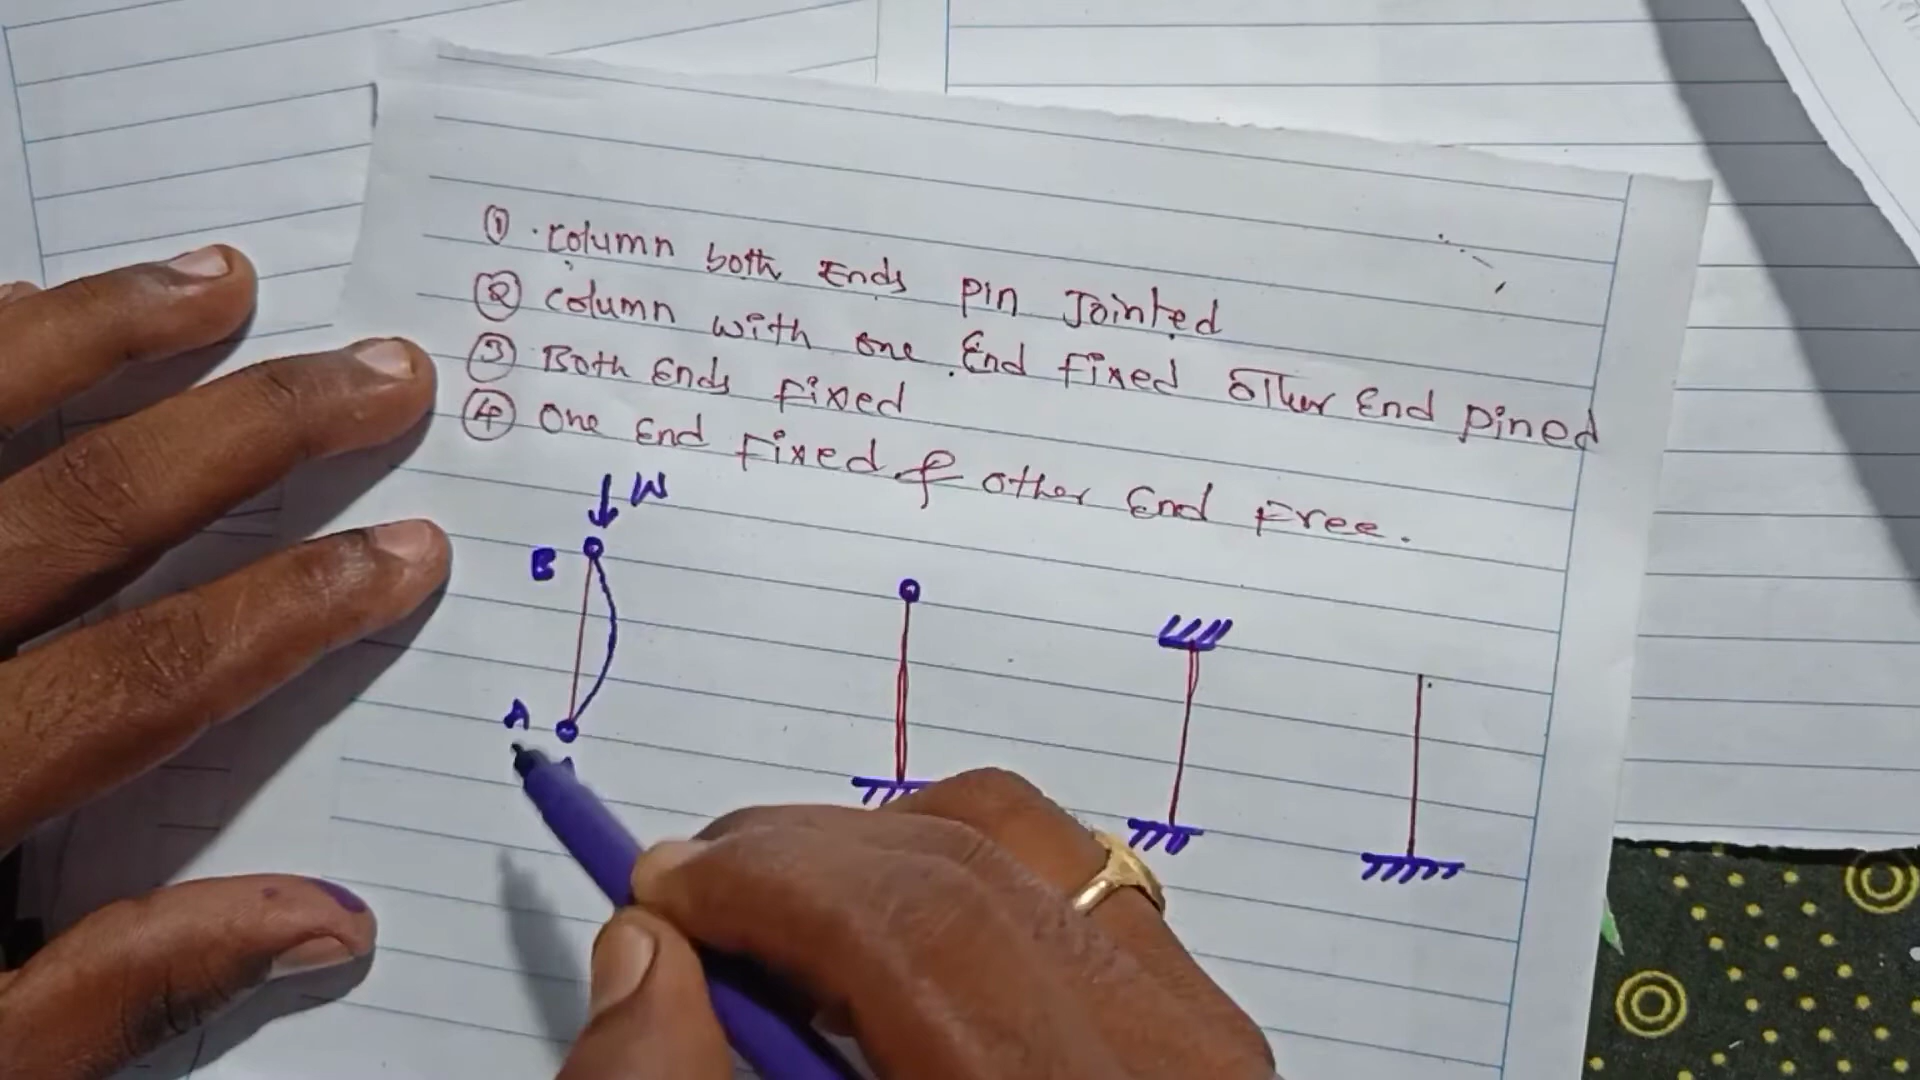 ① column both Ends pin Jointed
② column with one End fixed other End pined
③ Both Ends fixed
④ One End Fixed & other End Free.
W
B
A